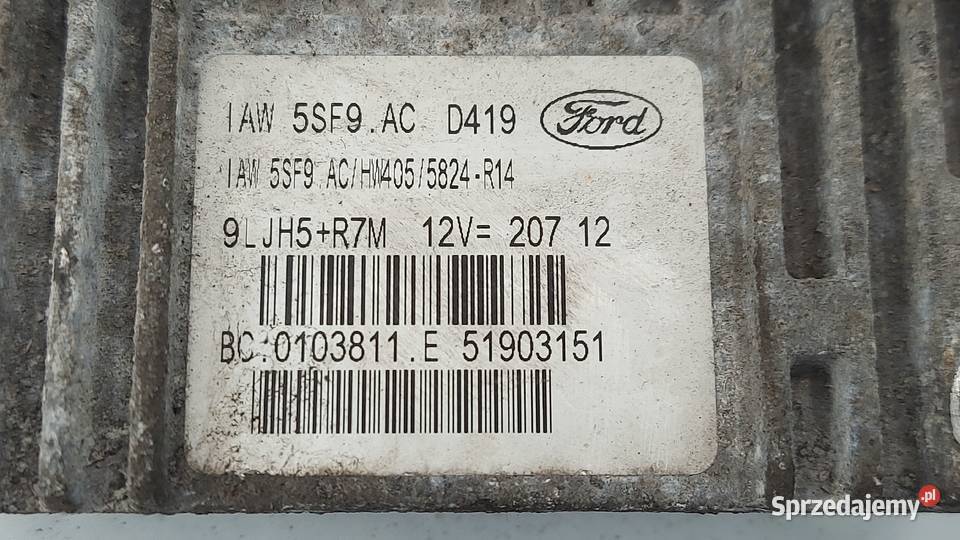 IAW 5SF9.AC D419 Ford
IAW 5SF9.AC/HW405/5824-R14
9LJH5+R7M 12V= 207 12
BC.0103811.E 51903151
Sprzedajemy.pl